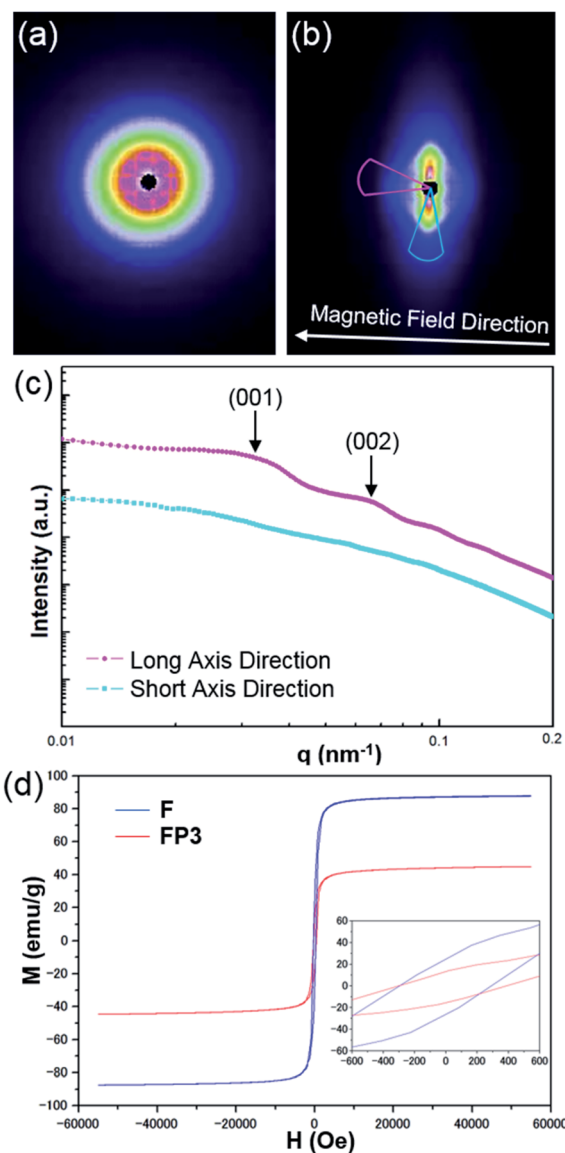 (a)
(b)
Magnetic Field Direction
(c)
(001)
(002)
Intensity (a.u.)
Long Axis Direction
Short Axis Direction
0.01
0.1
0.2
q (nm⁻¹)
(d)
100
80
60
40
20
0
−20
−40
−60
−80
−100
M (emu/g)
F
FP3
60
40
20
0
−20
−40
−60
−600
−400
−200
0
200
400
600
−60000
−40000
−20000
0
20000
40000
60000
H (Oe)